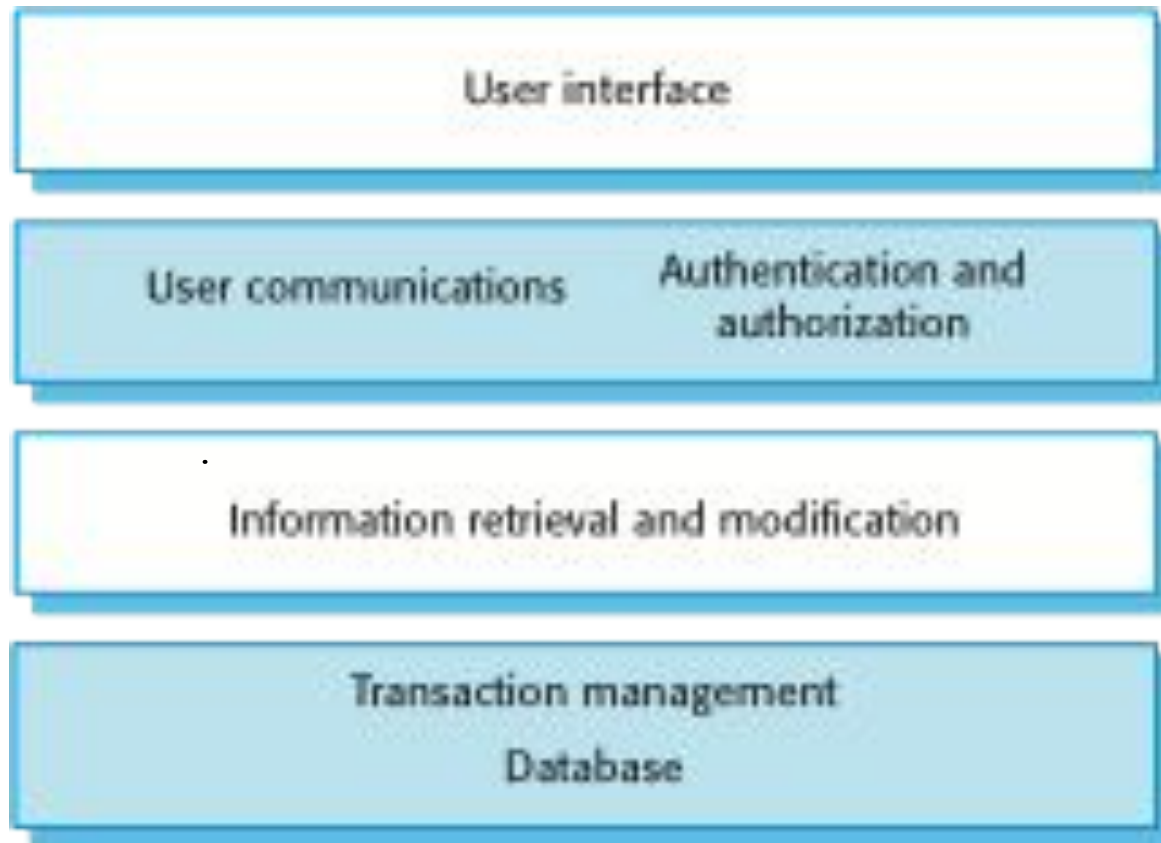 User interface
User communications
Authentication and
authorization
Information retrieval and modification
Transaction management
Database